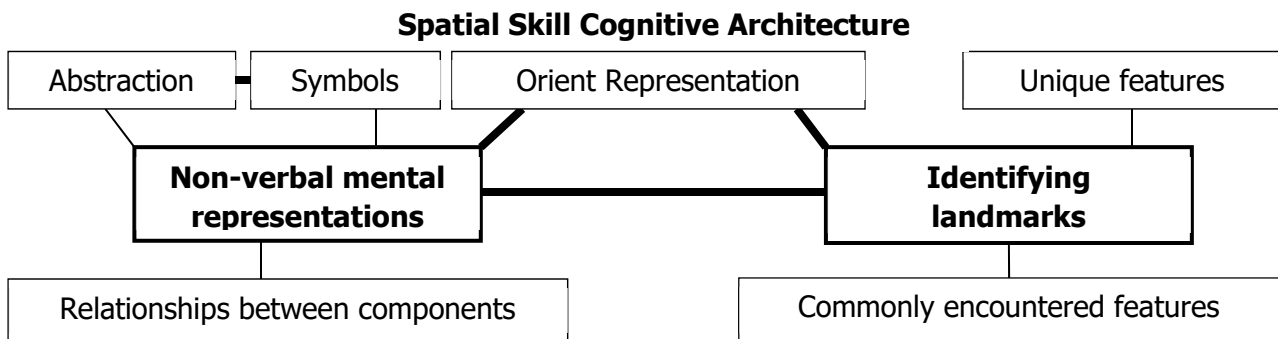 Spatial Skill Cognitive Architecture
Abstraction
Symbols
Orient Representation
Unique features
Non-verbal mental
representations
Identifying
landmarks
Relationships between components
Commonly encountered features